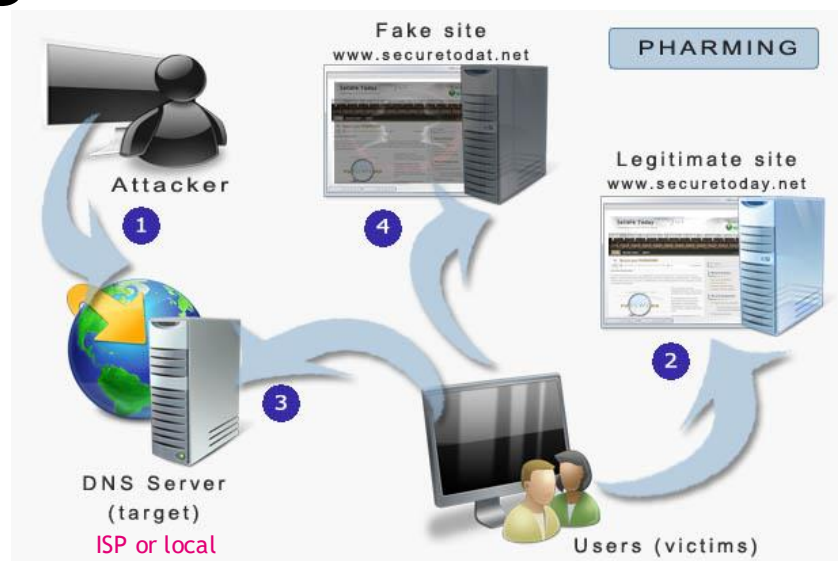 Fake site
www.securetodat.net
PHARMING
Attacker
1
4
Legitimate site
www.securetoday.net
2
3
DNS Server
(target)
ISP or local
Users (victims)